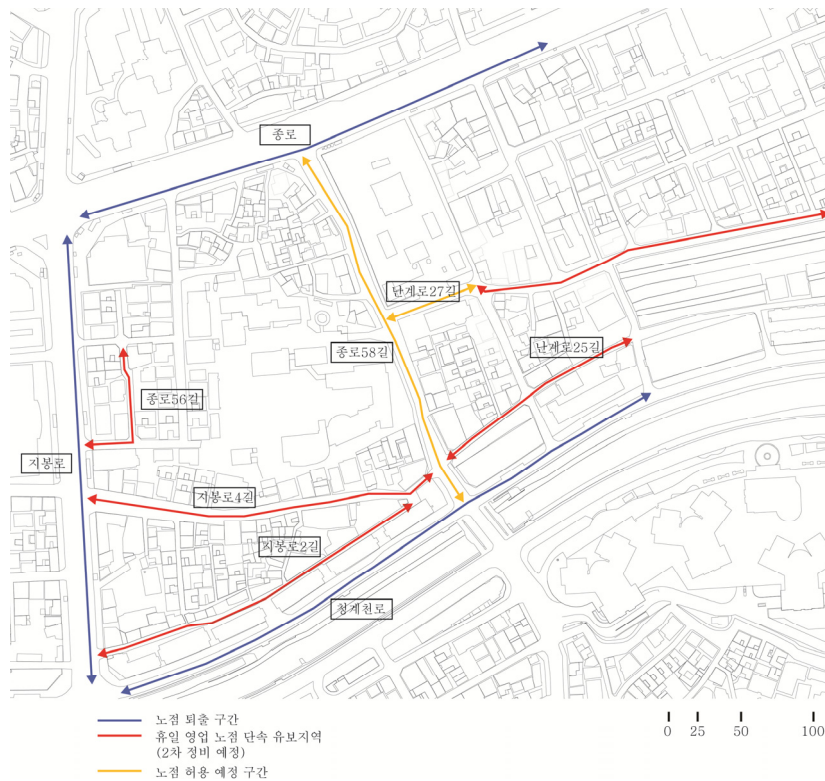 종로
난계로27길
종로58길
난계로25길
종로56길
지봉로
지봉로4길
지봉로2길
청계천로
노점 퇴출 구간
휴일 영업 노점 단속 유보지역
(2차 정비 예정)
노점 허용 예정 구간
0 25 50 100